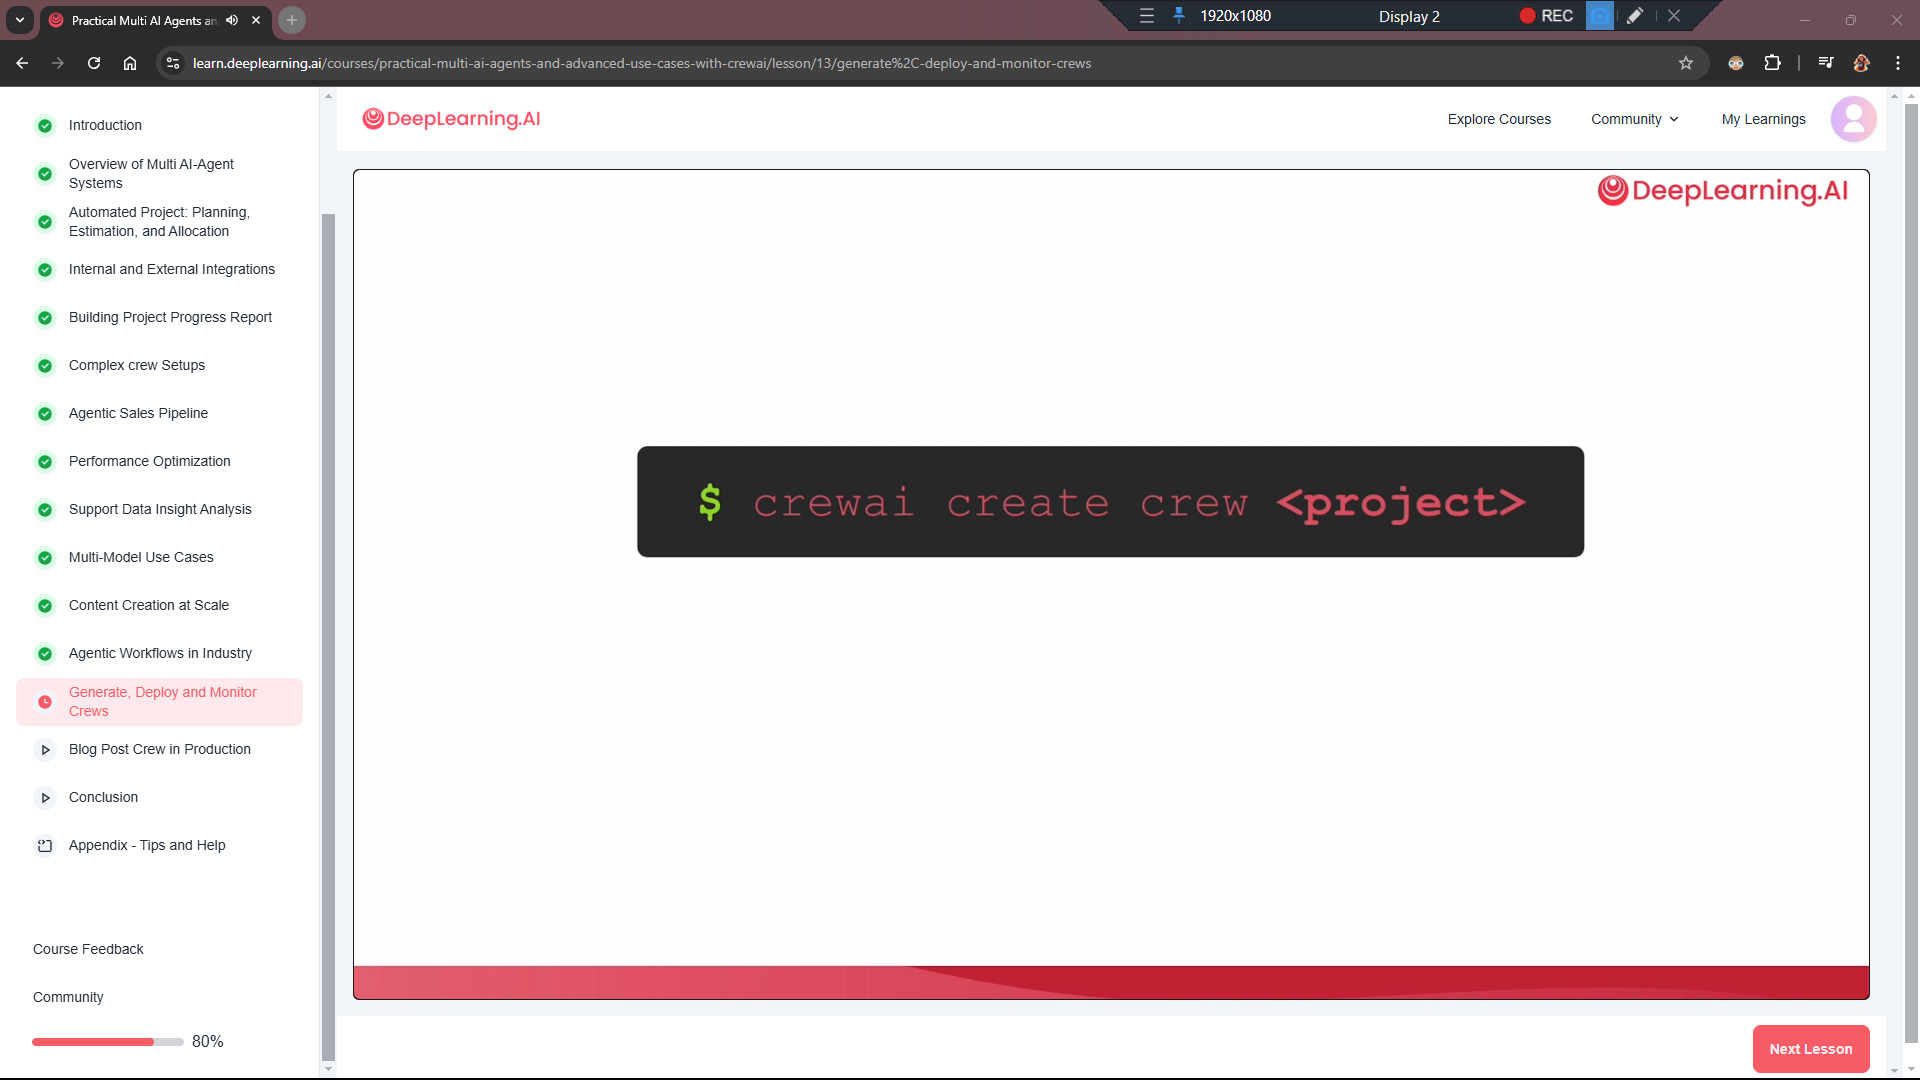 Practical Multi AI Agents an
1920x1080
Display 2
REC
learn.deeplearning.ai/courses/practical-multi-ai-agents-and-advanced-use-cases-with-crewai/lesson/13/generate%2C-deploy-and-monitor-crews
Introduction
Overview of Multi AI-Agent
Systems
Automated Project: Planning,
Estimation, and Allocation
Internal and External Integrations
Building Project Progress Report
Complex crew Setups
Agentic Sales Pipeline
Performance Optimization
Support Data Insight Analysis
Multi-Model Use Cases
Content Creation at Scale
Agentic Workflows in Industry
Generate, Deploy and Monitor
Crews
Blog Post Crew in Production
Conclusion
Appendix - Tips and Help
Course Feedback
Community
80%
DeepLearning.AI
Explore Courses
Community
My Learnings
DeepLearning.AI
$ crewai create crew <project>
Next Lesson